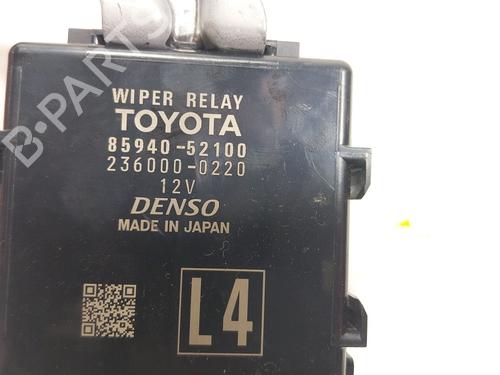 WIPER RELAY
TOYOTA
85940-52100
236000-0220
12V
DENSO
MADE IN JAPAN
L4
B-PARTS